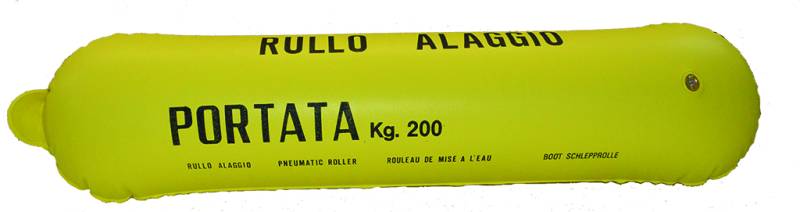 RULLO ALAGGIO
PORTATA Kg. 200
RULLO ALAGGIO PNEUMATIC ROLLER ROULEAU DE MISE A L'EAU BOOT SCHLEPPROLLE